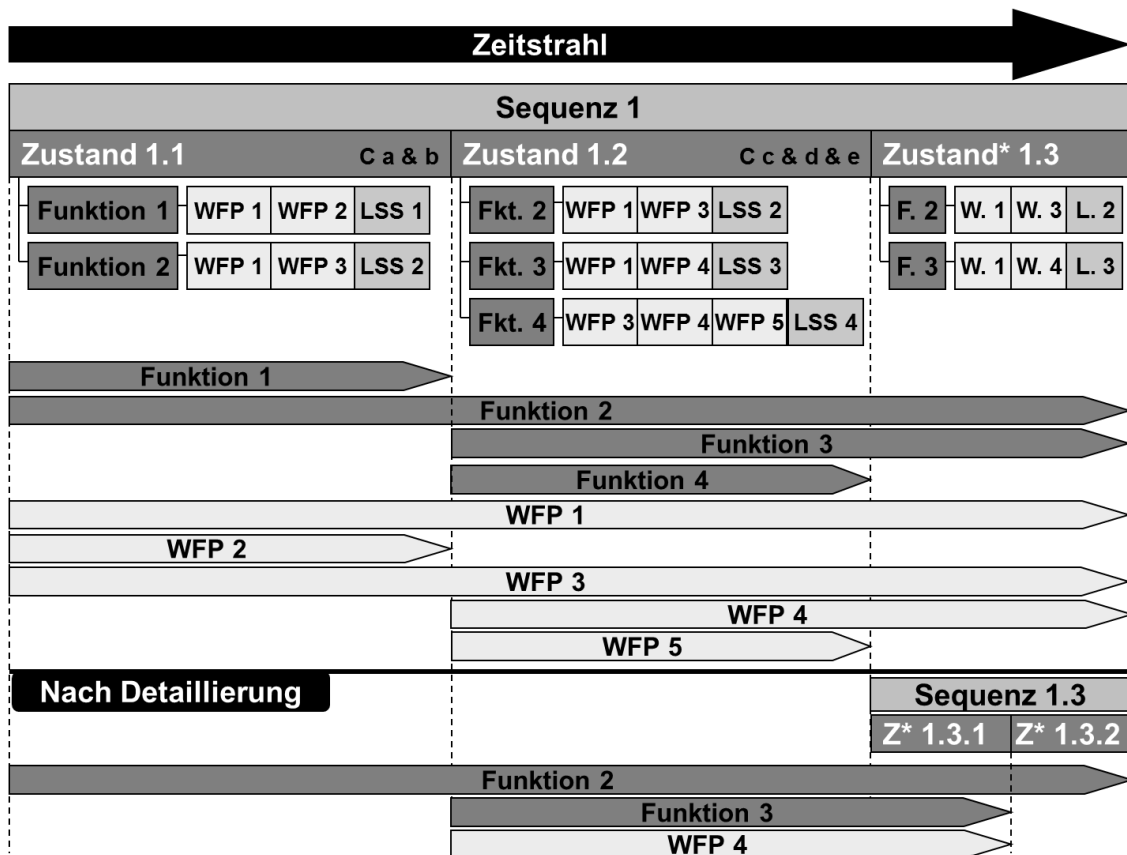 Zeitstrahl
Sequenz 1
Zustand 1.1 C a & b Zustand 1.2 C c & d & e Zustand* 1.3
Funktion 1 WFP 1 WFP 2 LSS 1 Fkt. 2 WFP 1 WFP 3 LSS 2 F. 2 W. 1 W. 3 L. 2
Funktion 2 WFP 1 WFP 3 LSS 2 Fkt. 3 WFP 1 WFP 4 LSS 3 F. 3 W. 1 W. 4 L. 3
Fkt. 4 WFP 3 WFP 4 WFP 5 LSS 4
Funktion 1
Funktion 2
Funktion 3
Funktion 4
WFP 1
WFP 2
WFP 3
WFP 4
WFP 5
Nach Detaillierung Sequenz 1.3
Z* 1.3.1 Z* 1.3.2
Funktion 2
Funktion 3
WFP 4